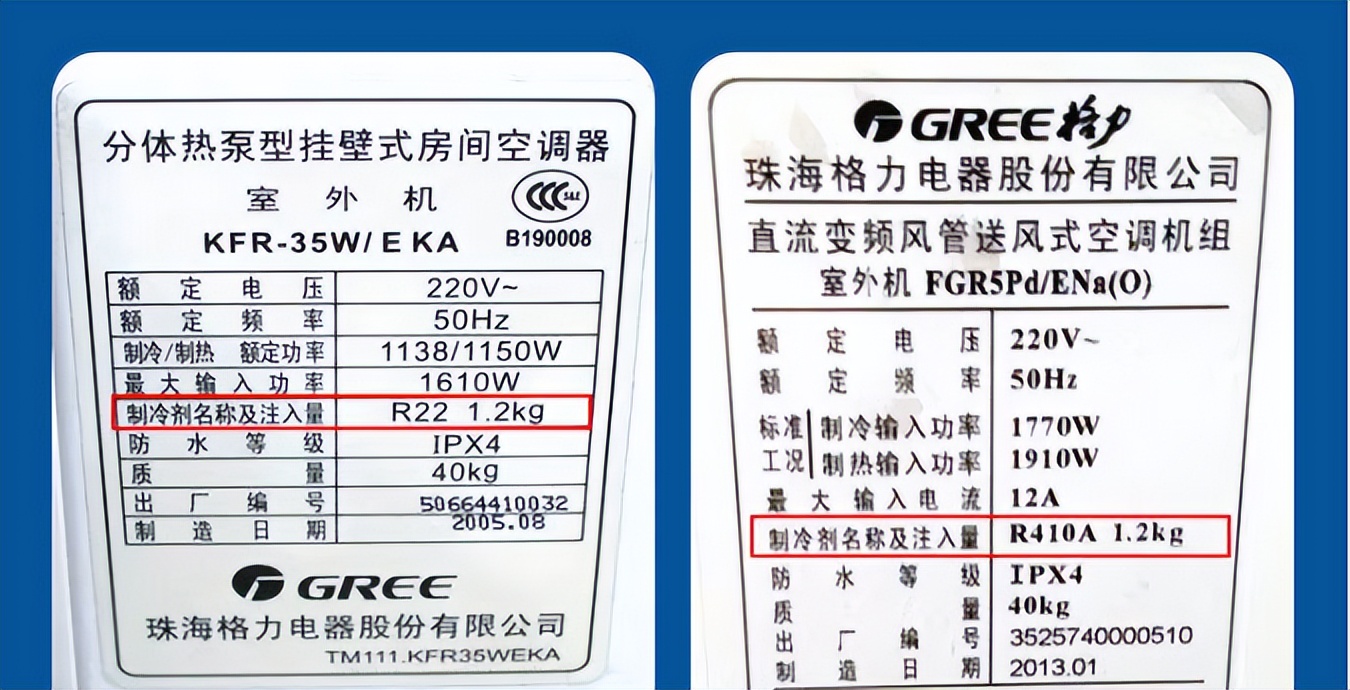 分体热泵型挂壁式房间空调器
室外机
CCC S&E
KFR-35W/EKA
B190008
额定电压 220V~
额定频率 50Hz
制冷/制热 额定功率 1138/1150W
最大输入功率 1610W
制冷剂名称及注入量 R22 1.2kg
防水等级 IPX4
质量 40kg
出厂编号 50664410032
制造日期 2005.08
GREE
珠海格力电器股份有限公司
TM111.KFR35WEKA
GREE格力
珠海格力电器股份有限公司
直流变频风管送风式空调机组
室外机 FGR5Pd/ENa(O)
额定电压 220V~
额定频率 50Hz
标准工况 制冷输入功率 1770W
制热输入功率 1910W
最大输入电流 12A
制冷剂名称及注入量 R410A 1.2kg
防水等级 IPX4
质量 40kg
出厂编号 3525740000510
制造日期 2013.01